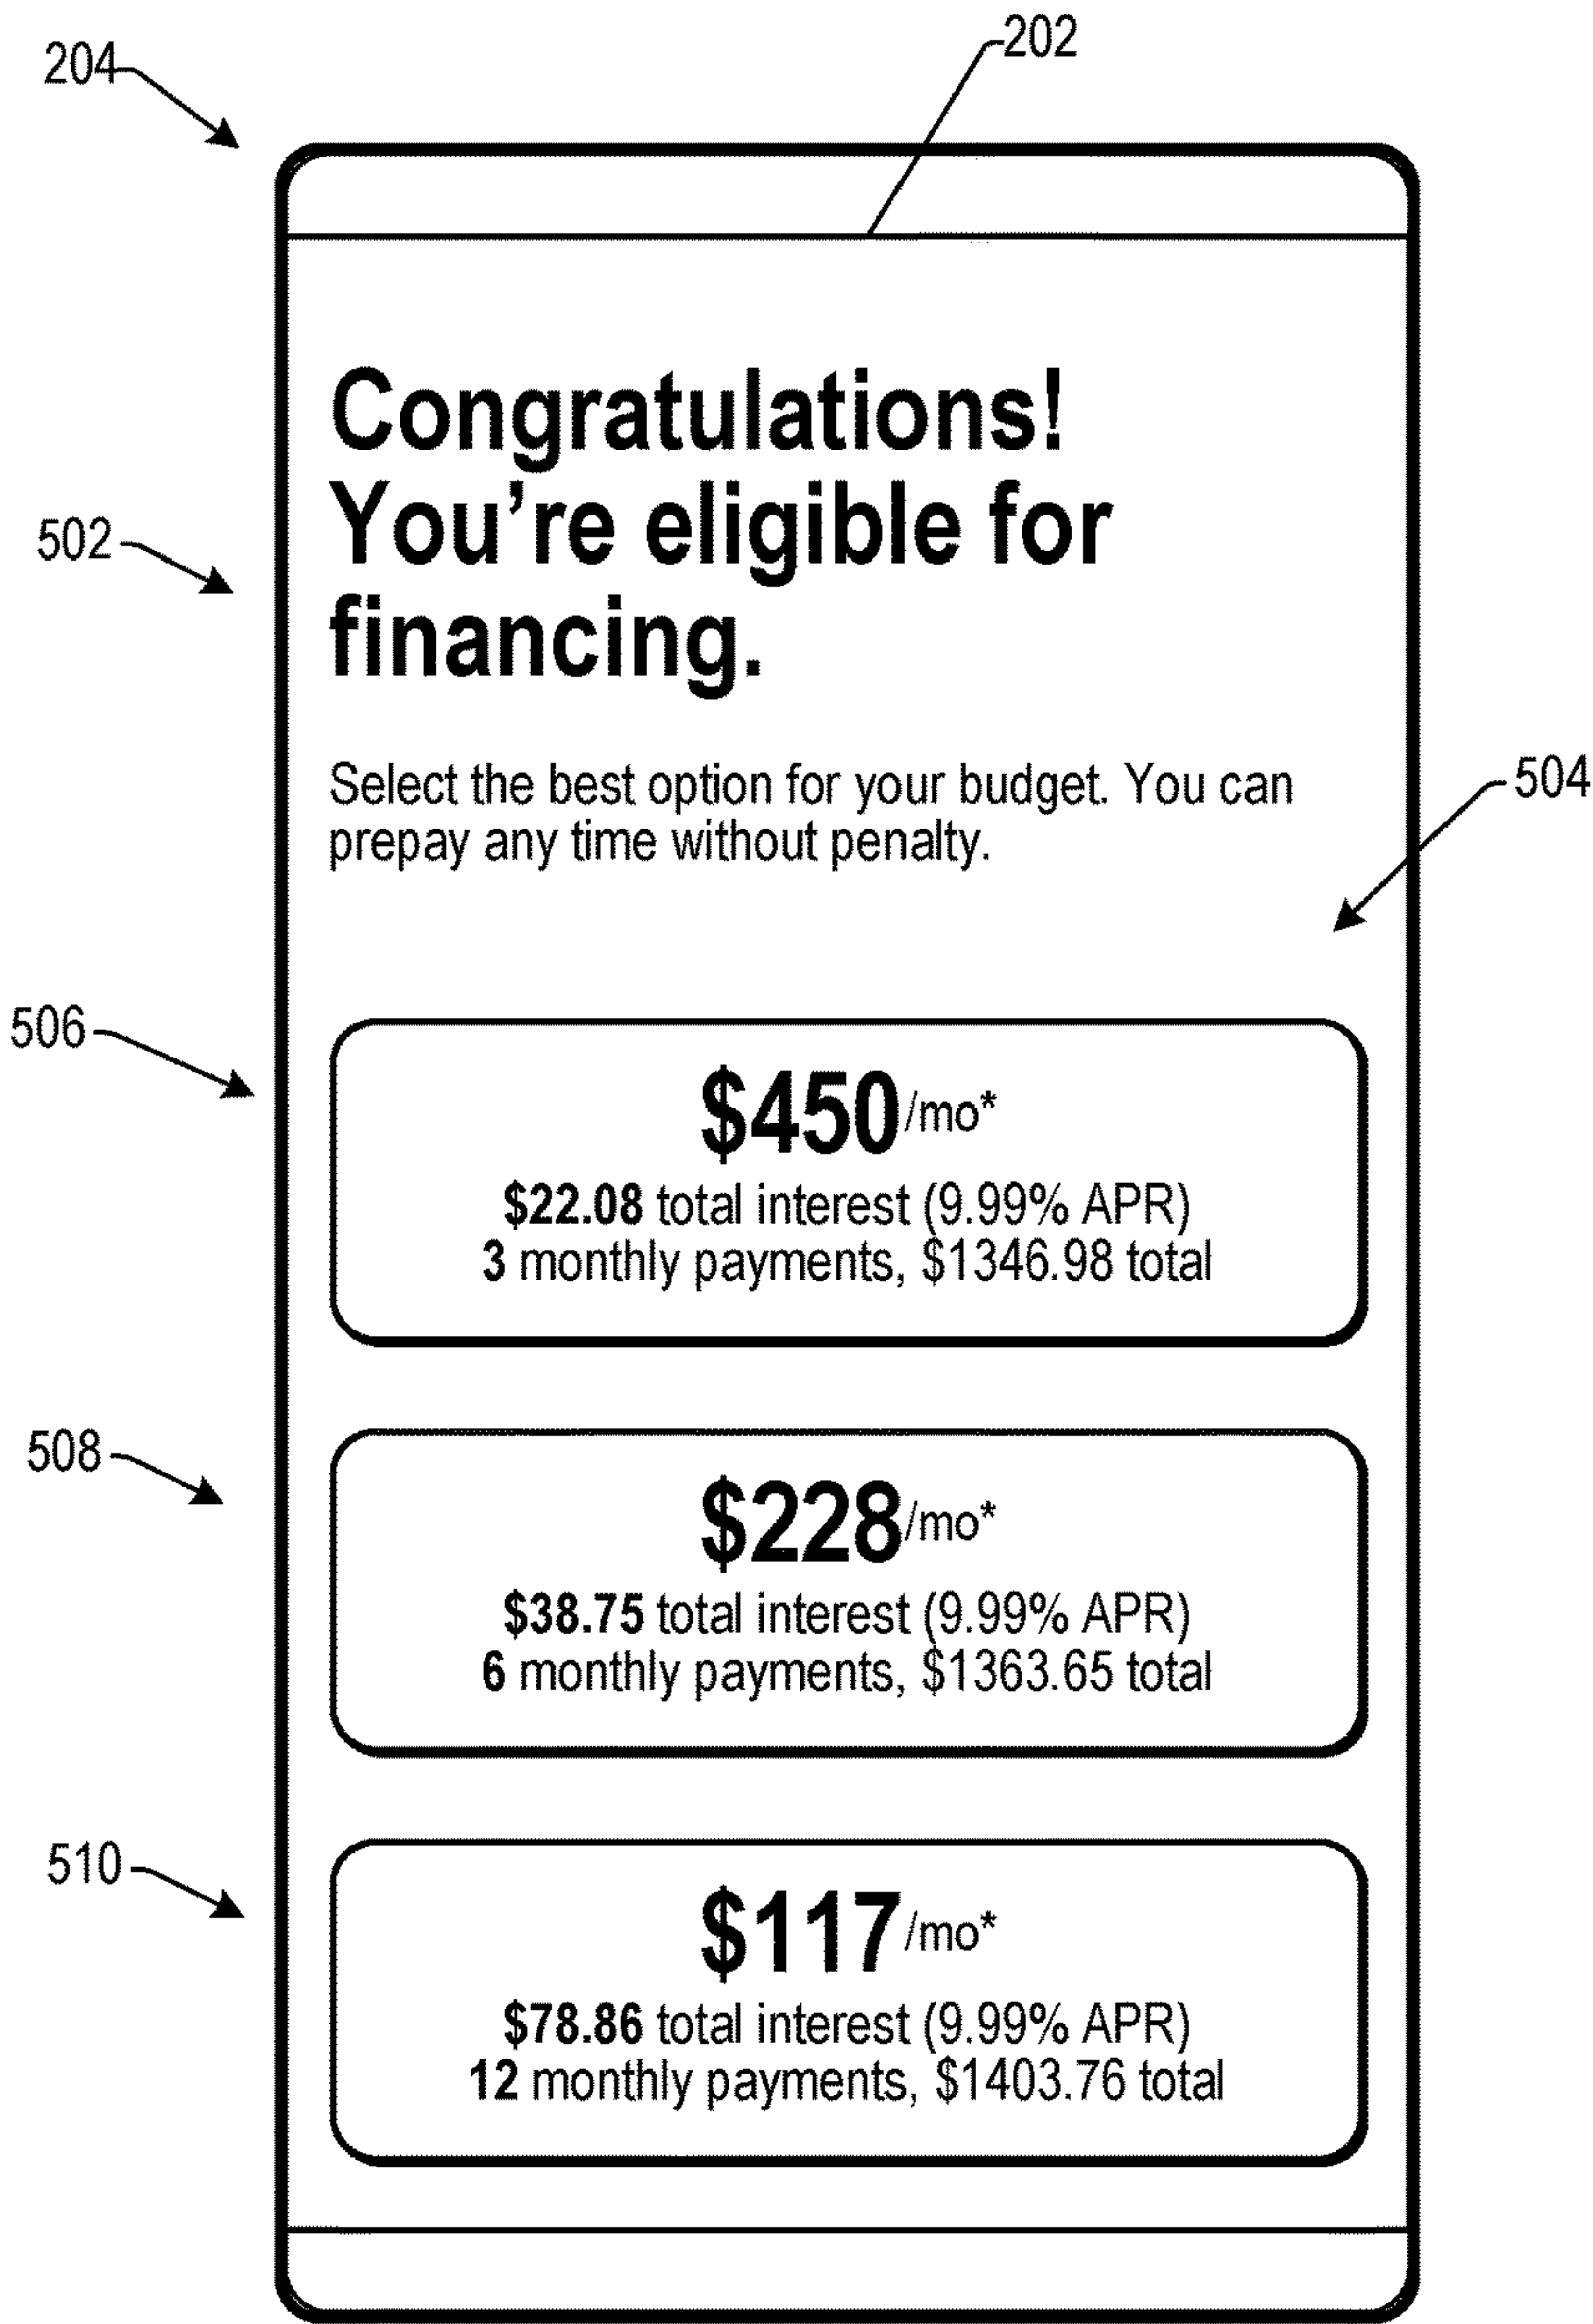 204
202
Congratulations!
You're eligible for
financing.
502
Select the best option for your budget. You can
prepay any time without penalty.
504
506
$450/mo*
$22.08 total interest (9.99% APR)
3 monthly payments, $1346.98 total
508
$228/mo*
$38.75 total interest (9.99% APR)
6 monthly payments, $1363.65 total
510
$117/mo*
$78.86 total interest (9.99% APR)
12 monthly payments, $1403.76 total